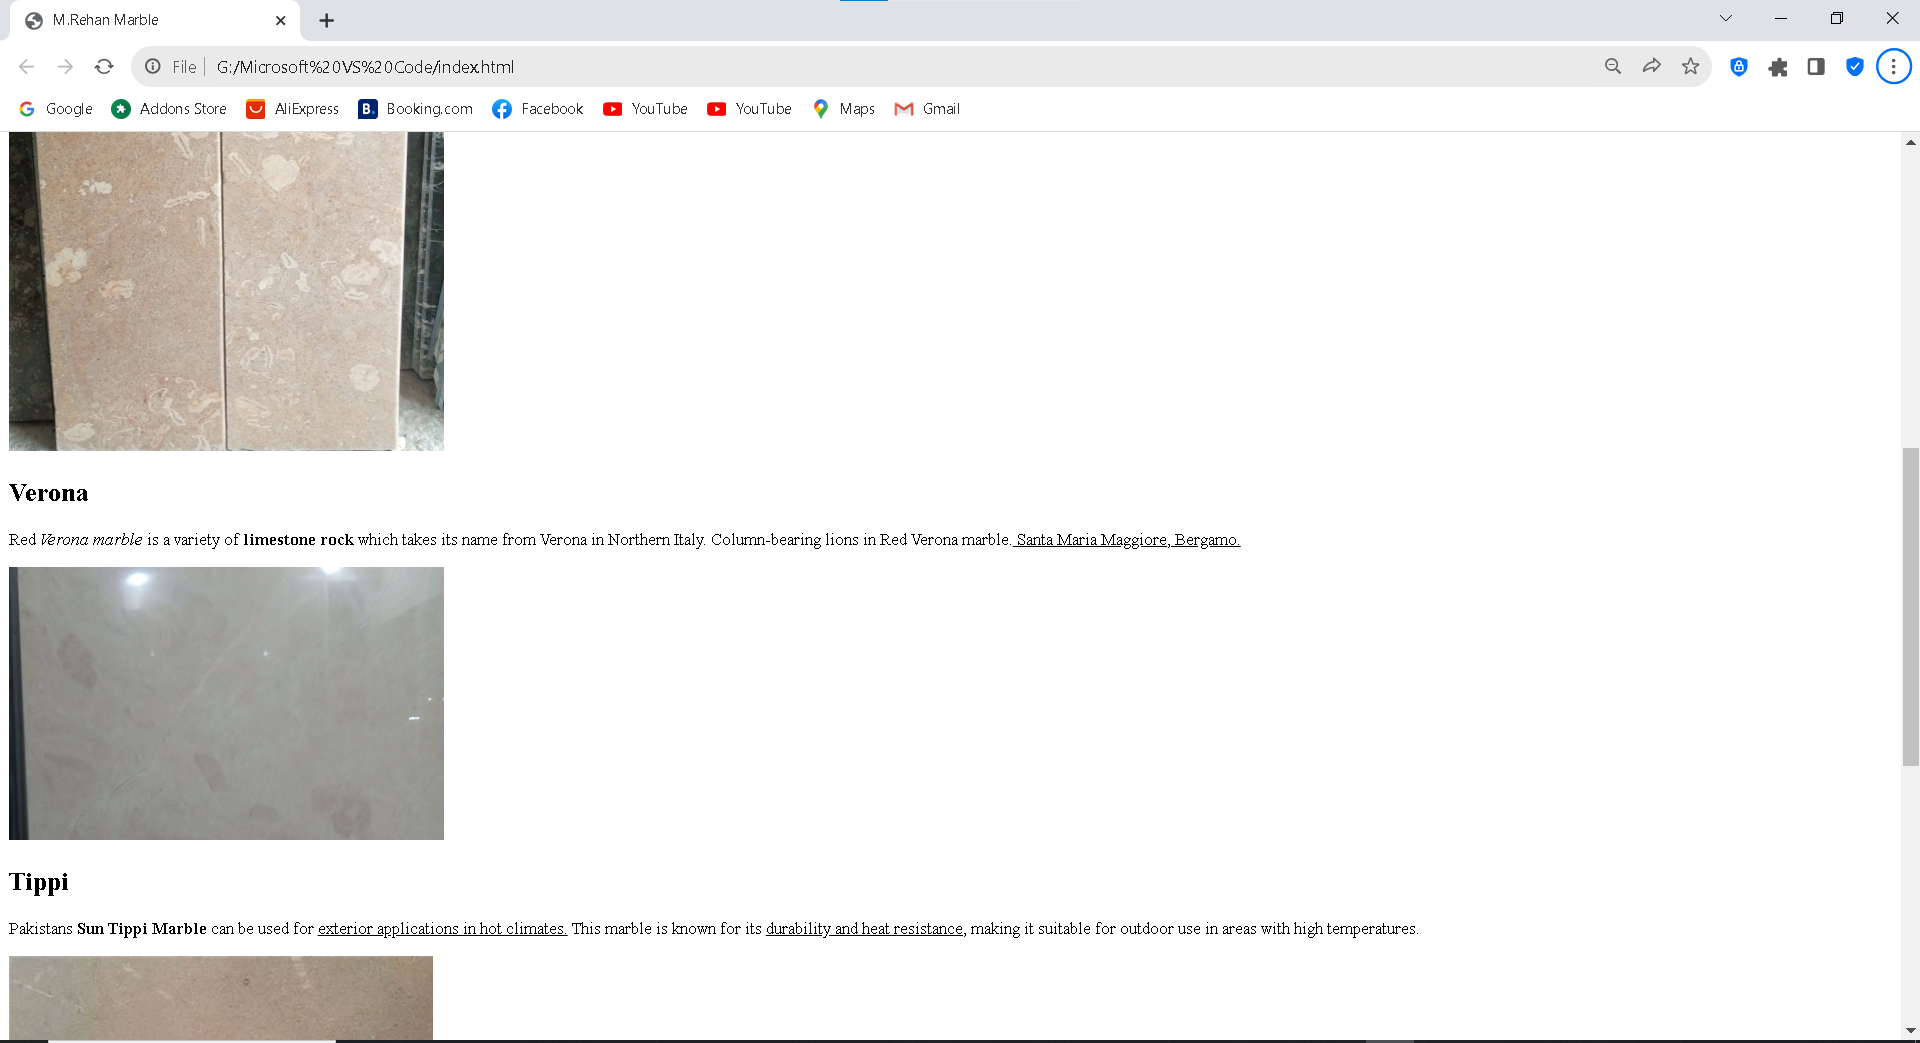 M.Rehan Marble
File
G:/Microsoft%20VS%20Code/index.html
Google Addons Store AliExpress B. Booking.com Facebook YouTube YouTube Maps Gmail
Verona
Red Verona marble is a variety of limestone rock which takes its name from Verona in Northern Italy. Column-bearing lions in Red Verona marble. Santa Maria Maggiore, Bergamo.
Tippi
Pakistans Sun Tippi Marble can be used for exterior applications in hot climates. This marble is known for its durability and heat resistance, making it suitable for outdoor use in areas with high temperatures.